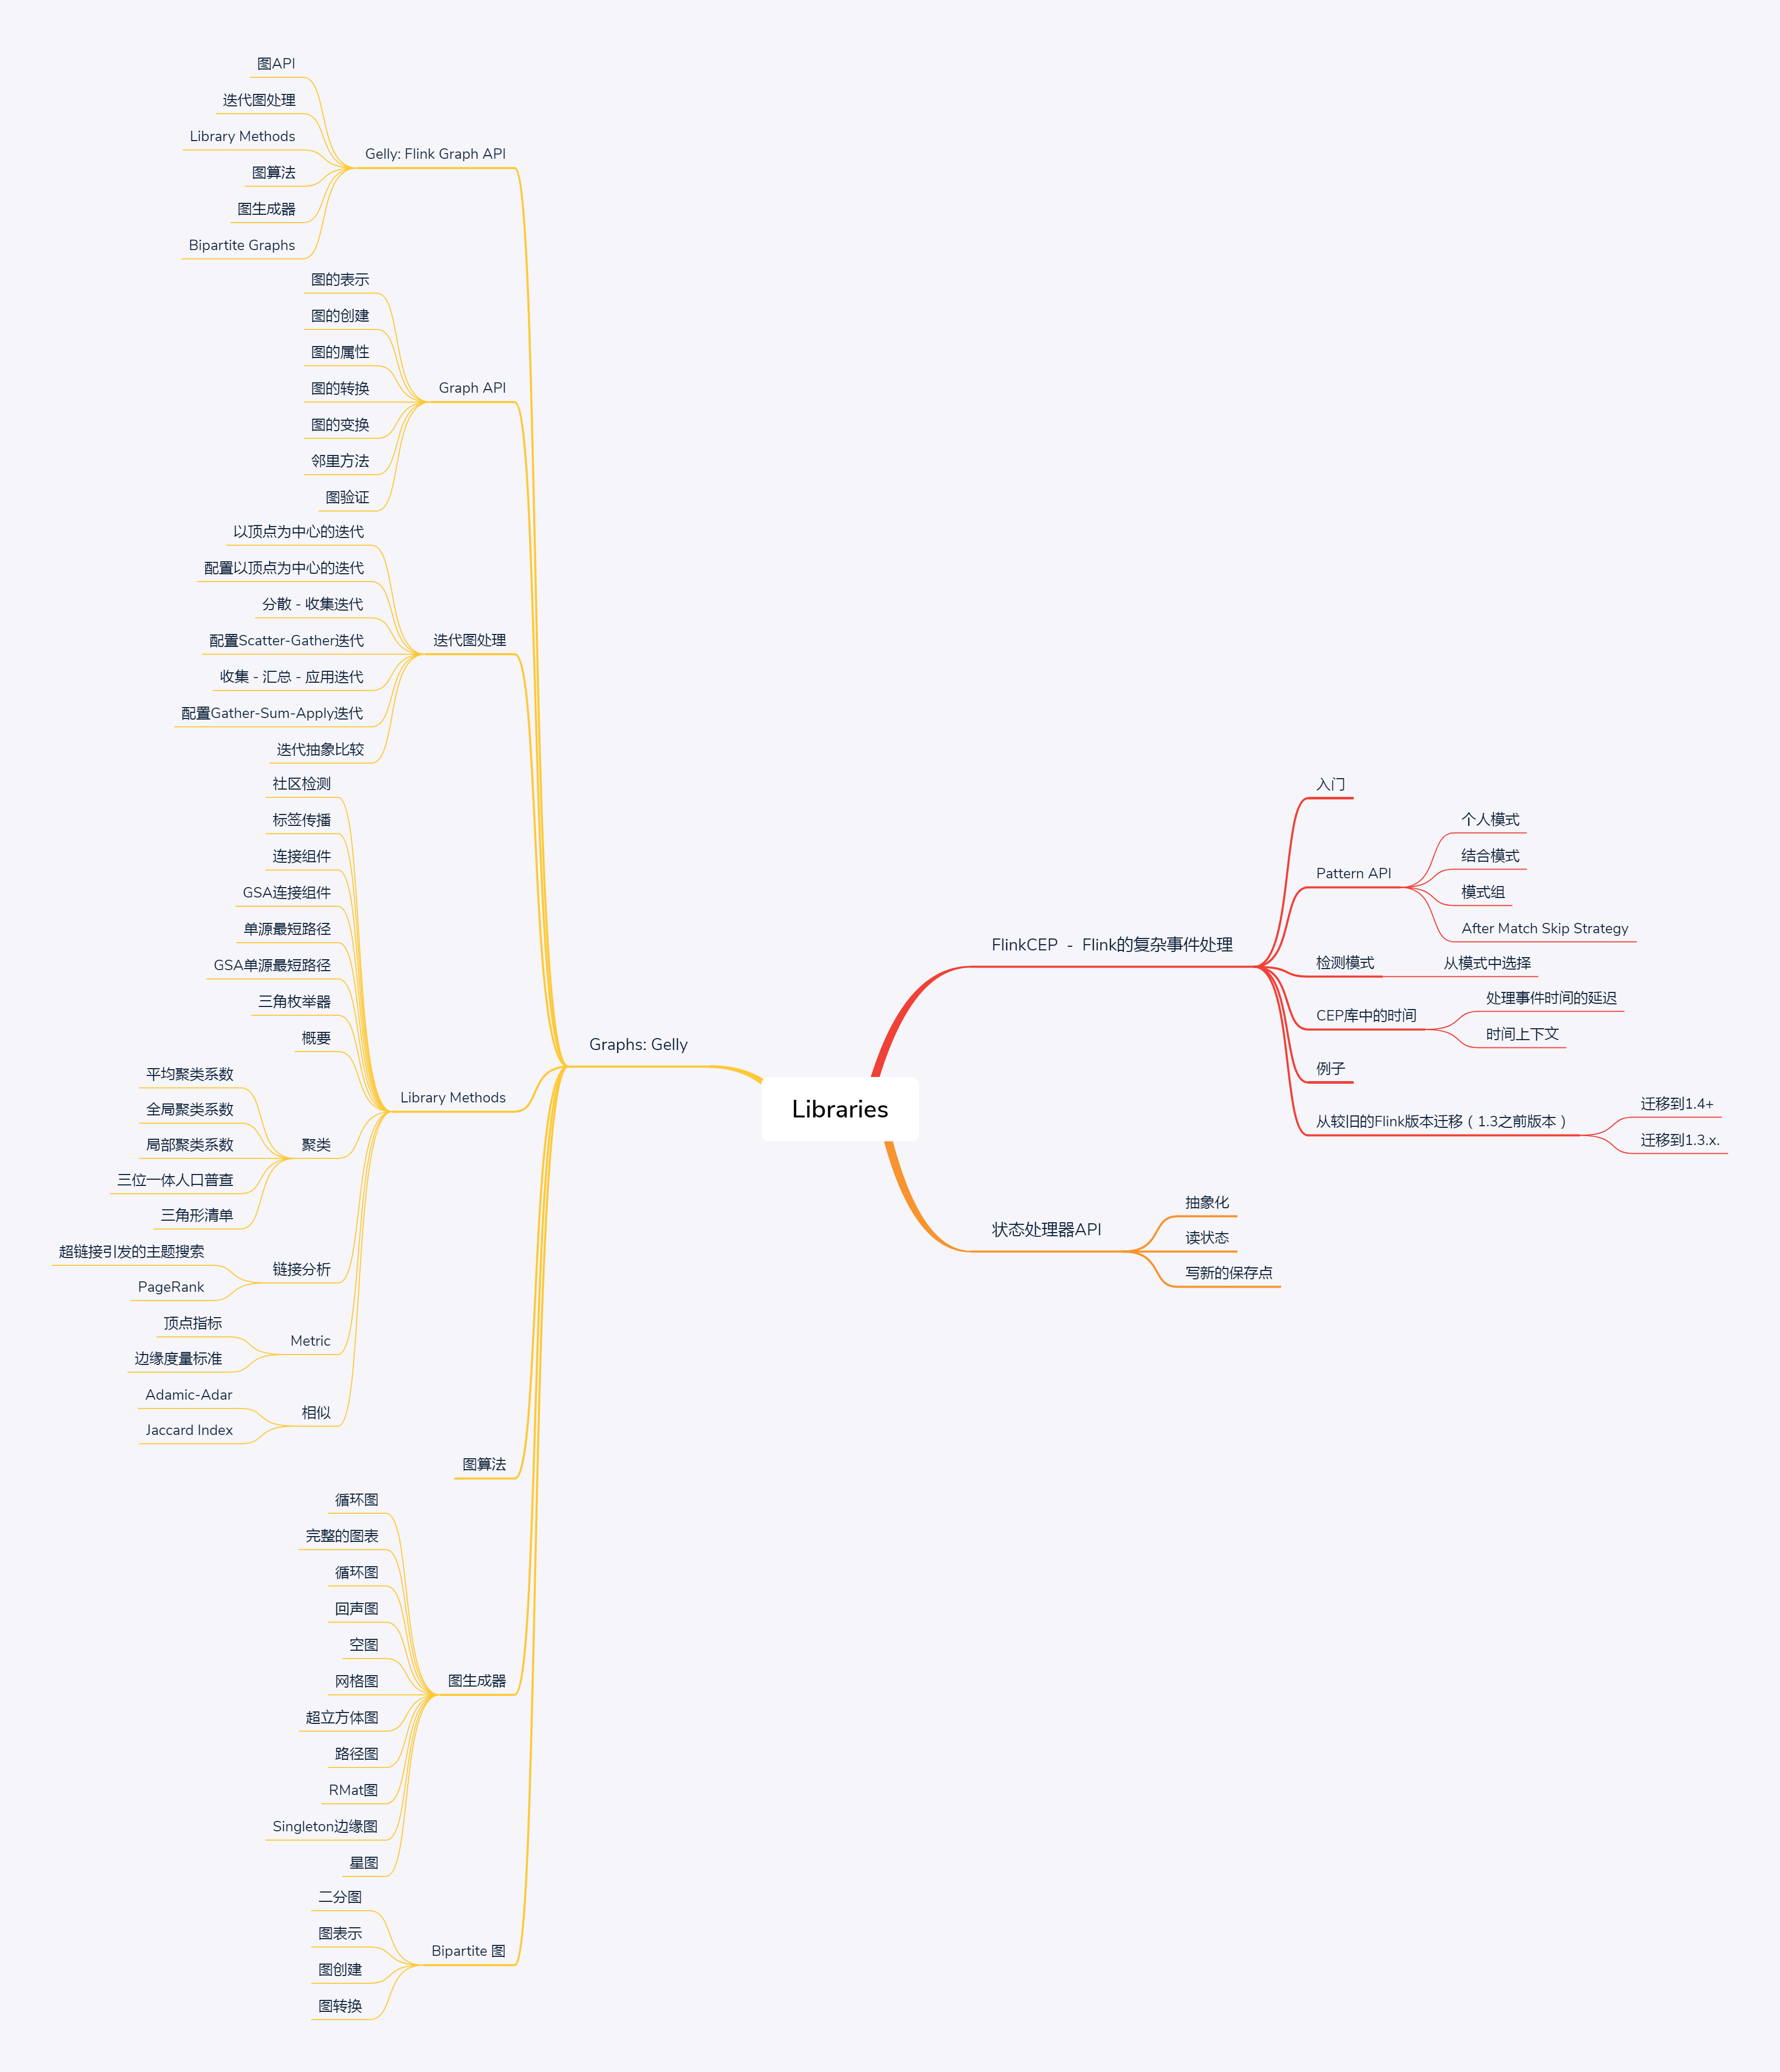 Libraries
FlinkCEP - Flink的复杂事件处理
入门
Pattern API
个人模式
结合模式
模式组
After Match Skip Strategy
检测模式
从模式中选择
CEP库中的时间
处理事件时间的延迟
时间上下文
例子
从较旧的Flink版本迁移（1.3之前版本）
迁移到1.4+
迁移到1.3.x.
状态处理器API
抽象化
读状态
写新的保存点
Graphs: Gelly
Gelly: Flink Graph API
图API
迭代图处理
Library Methods
图算法
图生成器
Bipartite Graphs
Graph API
图的表示
图的创建
图的属性
图的转换
图的变换
邻里方法
图验证
迭代图处理
以顶点为中心的迭代
配置以顶点为中心的迭代
分散 - 收集迭代
配置Scatter-Gather迭代
收集 - 汇总 - 应用迭代
配置Gather-Sum-Apply迭代
迭代抽象比较
Library Methods
社区检测
标签传播
连接组件
GSA连接组件
单源最短路径
GSA单源最短路径
三角枚举器
概要
聚类
平均聚类系数
全局聚类系数
局部聚类系数
三位一体人口普查
三角形清单
链接分析
超链接引发的主题搜索
PageRank
Metric
顶点指标
边缘度量标准
相似
Adamic-Adar
Jaccard Index
图算法
图生成器
循环图
完整的图表
循环图
回声图
空图
网格图
超立方体图
路径图
RMat图
Singleton边缘图
星图
Bipartite 图
二分图
图表示
图创建
图转换